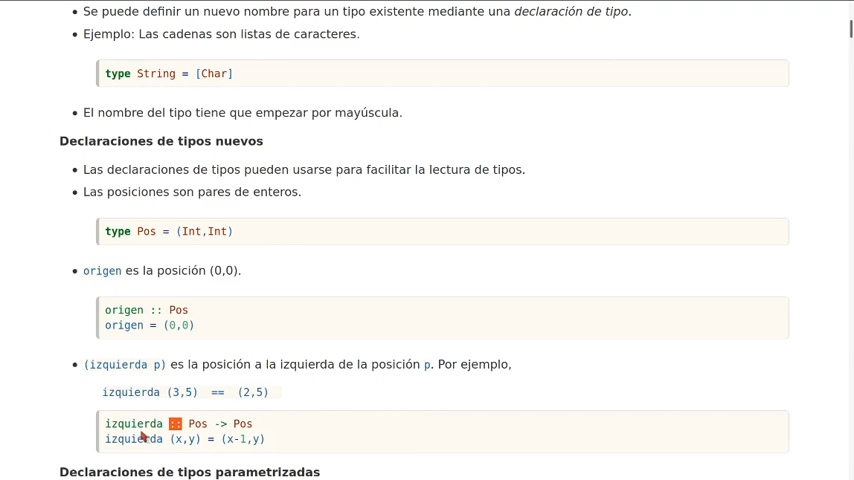 • Se puede definir un nuevo nombre para un tipo existente mediante una declaración de tipo.
• Ejemplo: Las cadenas son listas de caracteres.
type String = [Char]
• El nombre del tipo tiene que empezar por mayúscula.
Declaraciones de tipos nuevos
• Las declaraciones de tipos pueden usarse para facilitar la lectura de tipos.
• Las posiciones son pares de enteros.
type Pos = (Int,Int)
• origen es la posición (0,0).
origen :: Pos
origen = (0,0)
• (izquierda p) es la posición a la izquierda de la posición p. Por ejemplo,
izquierda (3,5)  ==  (2,5)
izquierda :: Pos -> Pos
izquierda (x,y) = (x-1,y)
Declaraciones de tipos parametrizadas